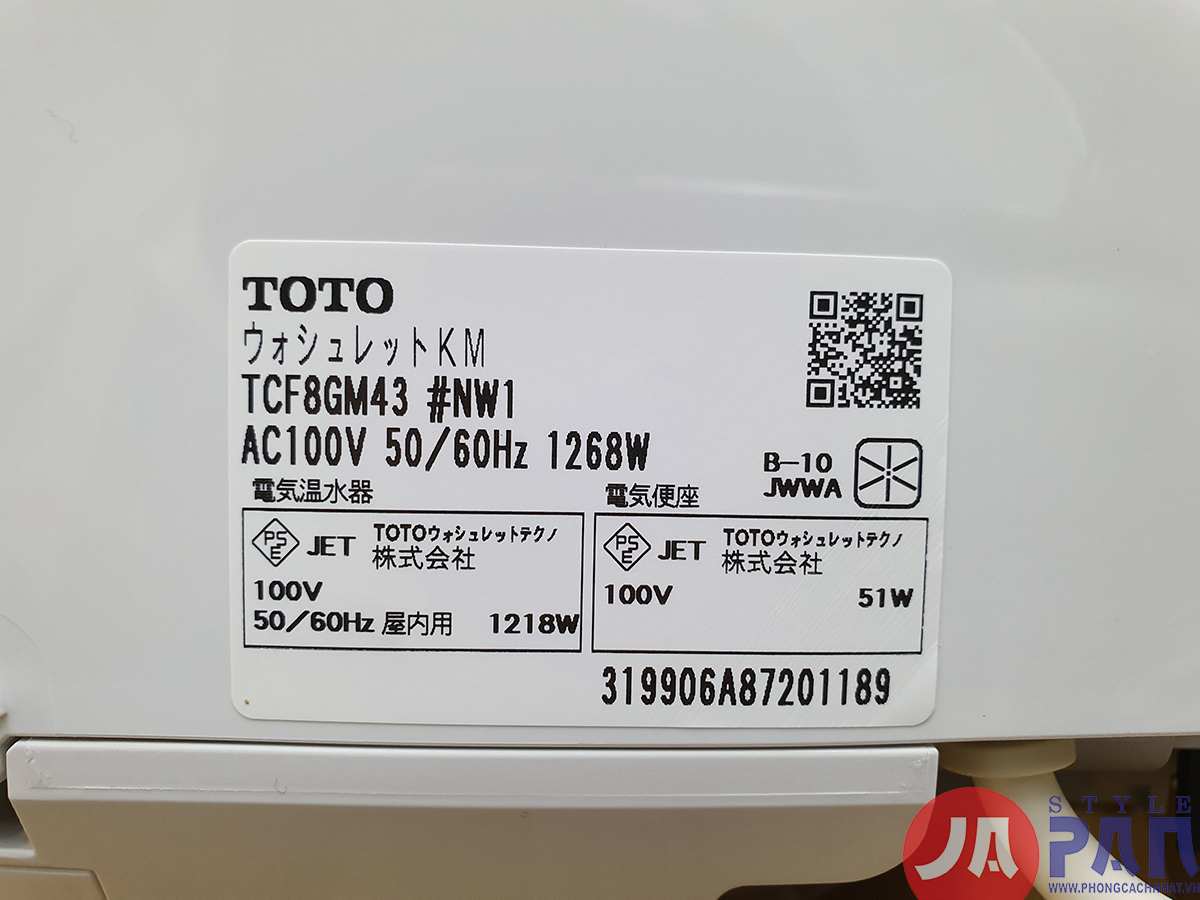 TOTO
ウォシュレットKM
TCF8GM43 #NW1
AC100V 50/60Hz 1268W
B-10
JWWA
電気温水器
PSE JET TOTOウォシュレットテクノ
株式会社
100V
50/60Hz 屋内用 1218W
電気便座
PSE JET TOTOウォシュレットテクノ
株式会社
100V 51W
319906A87201189
STYLE
JAPAN
WWW.PHONGCACHNHAT.VN